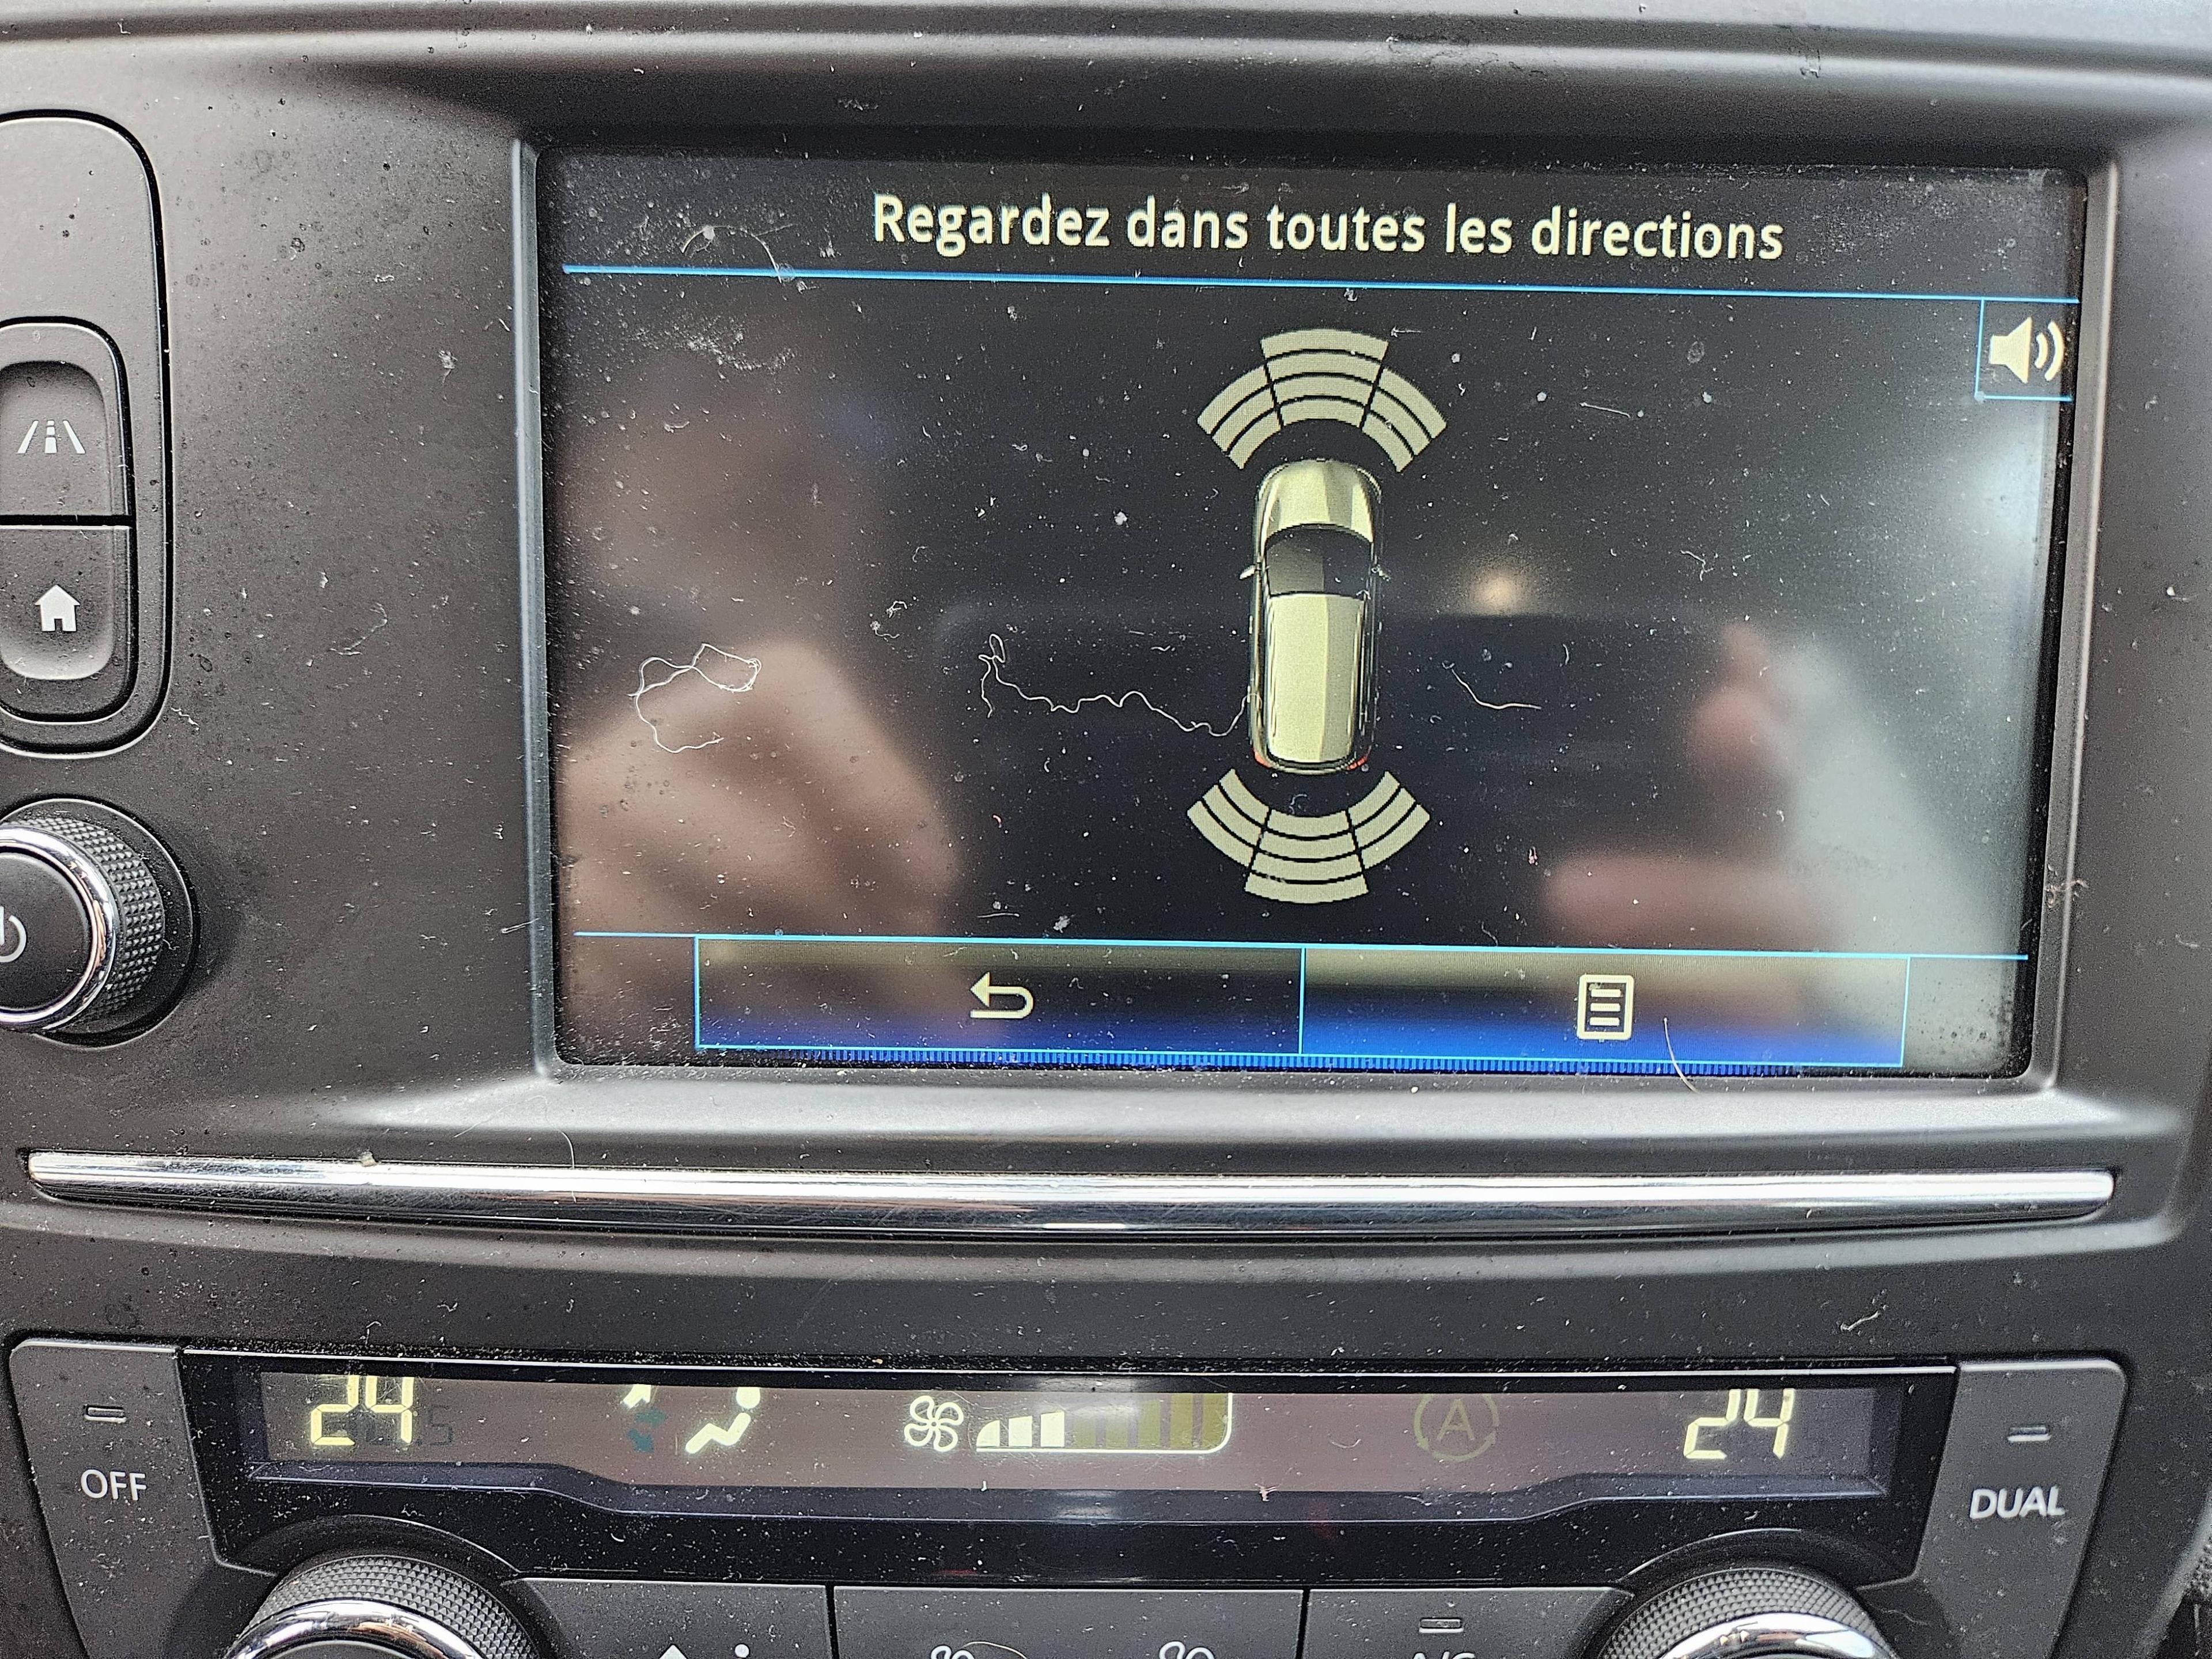 Regardez dans toutes les directions
24 24
A
OFF
DUAL